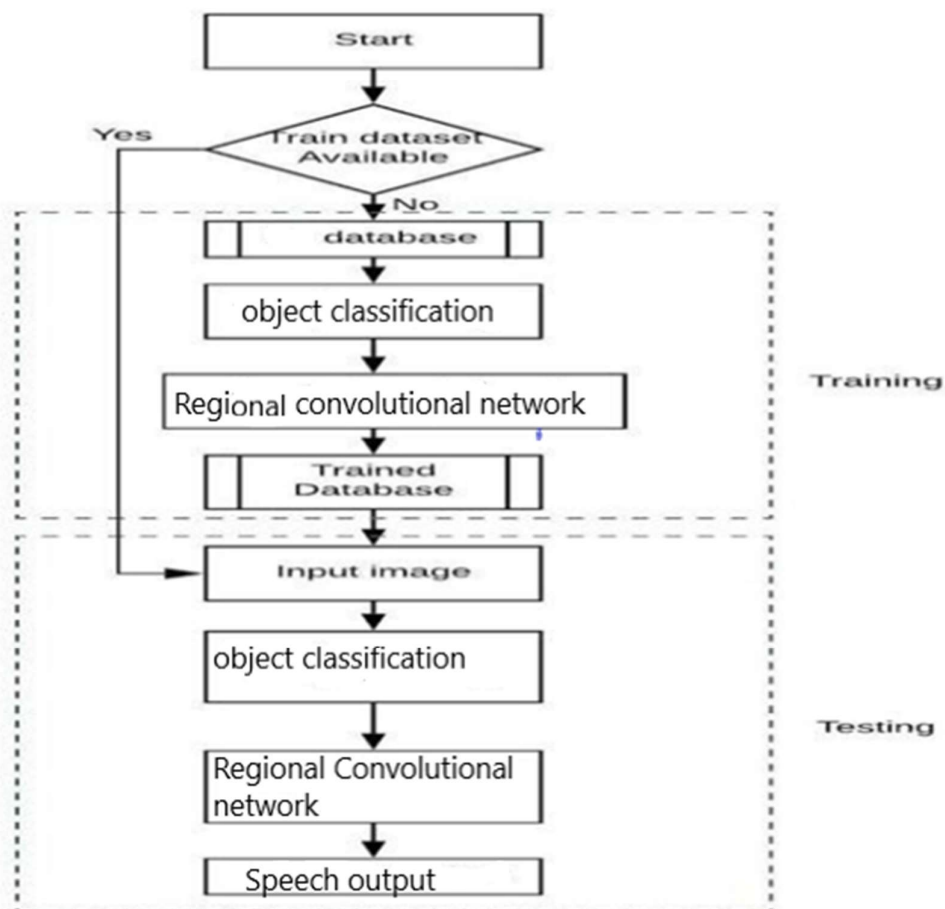 Start
Yes
Train dataset
Available
No
database
object classification
Regional convolutional network
Training
Trained
Database
Input image
object classification
Testing
Regional Convolutional
network
Speech output